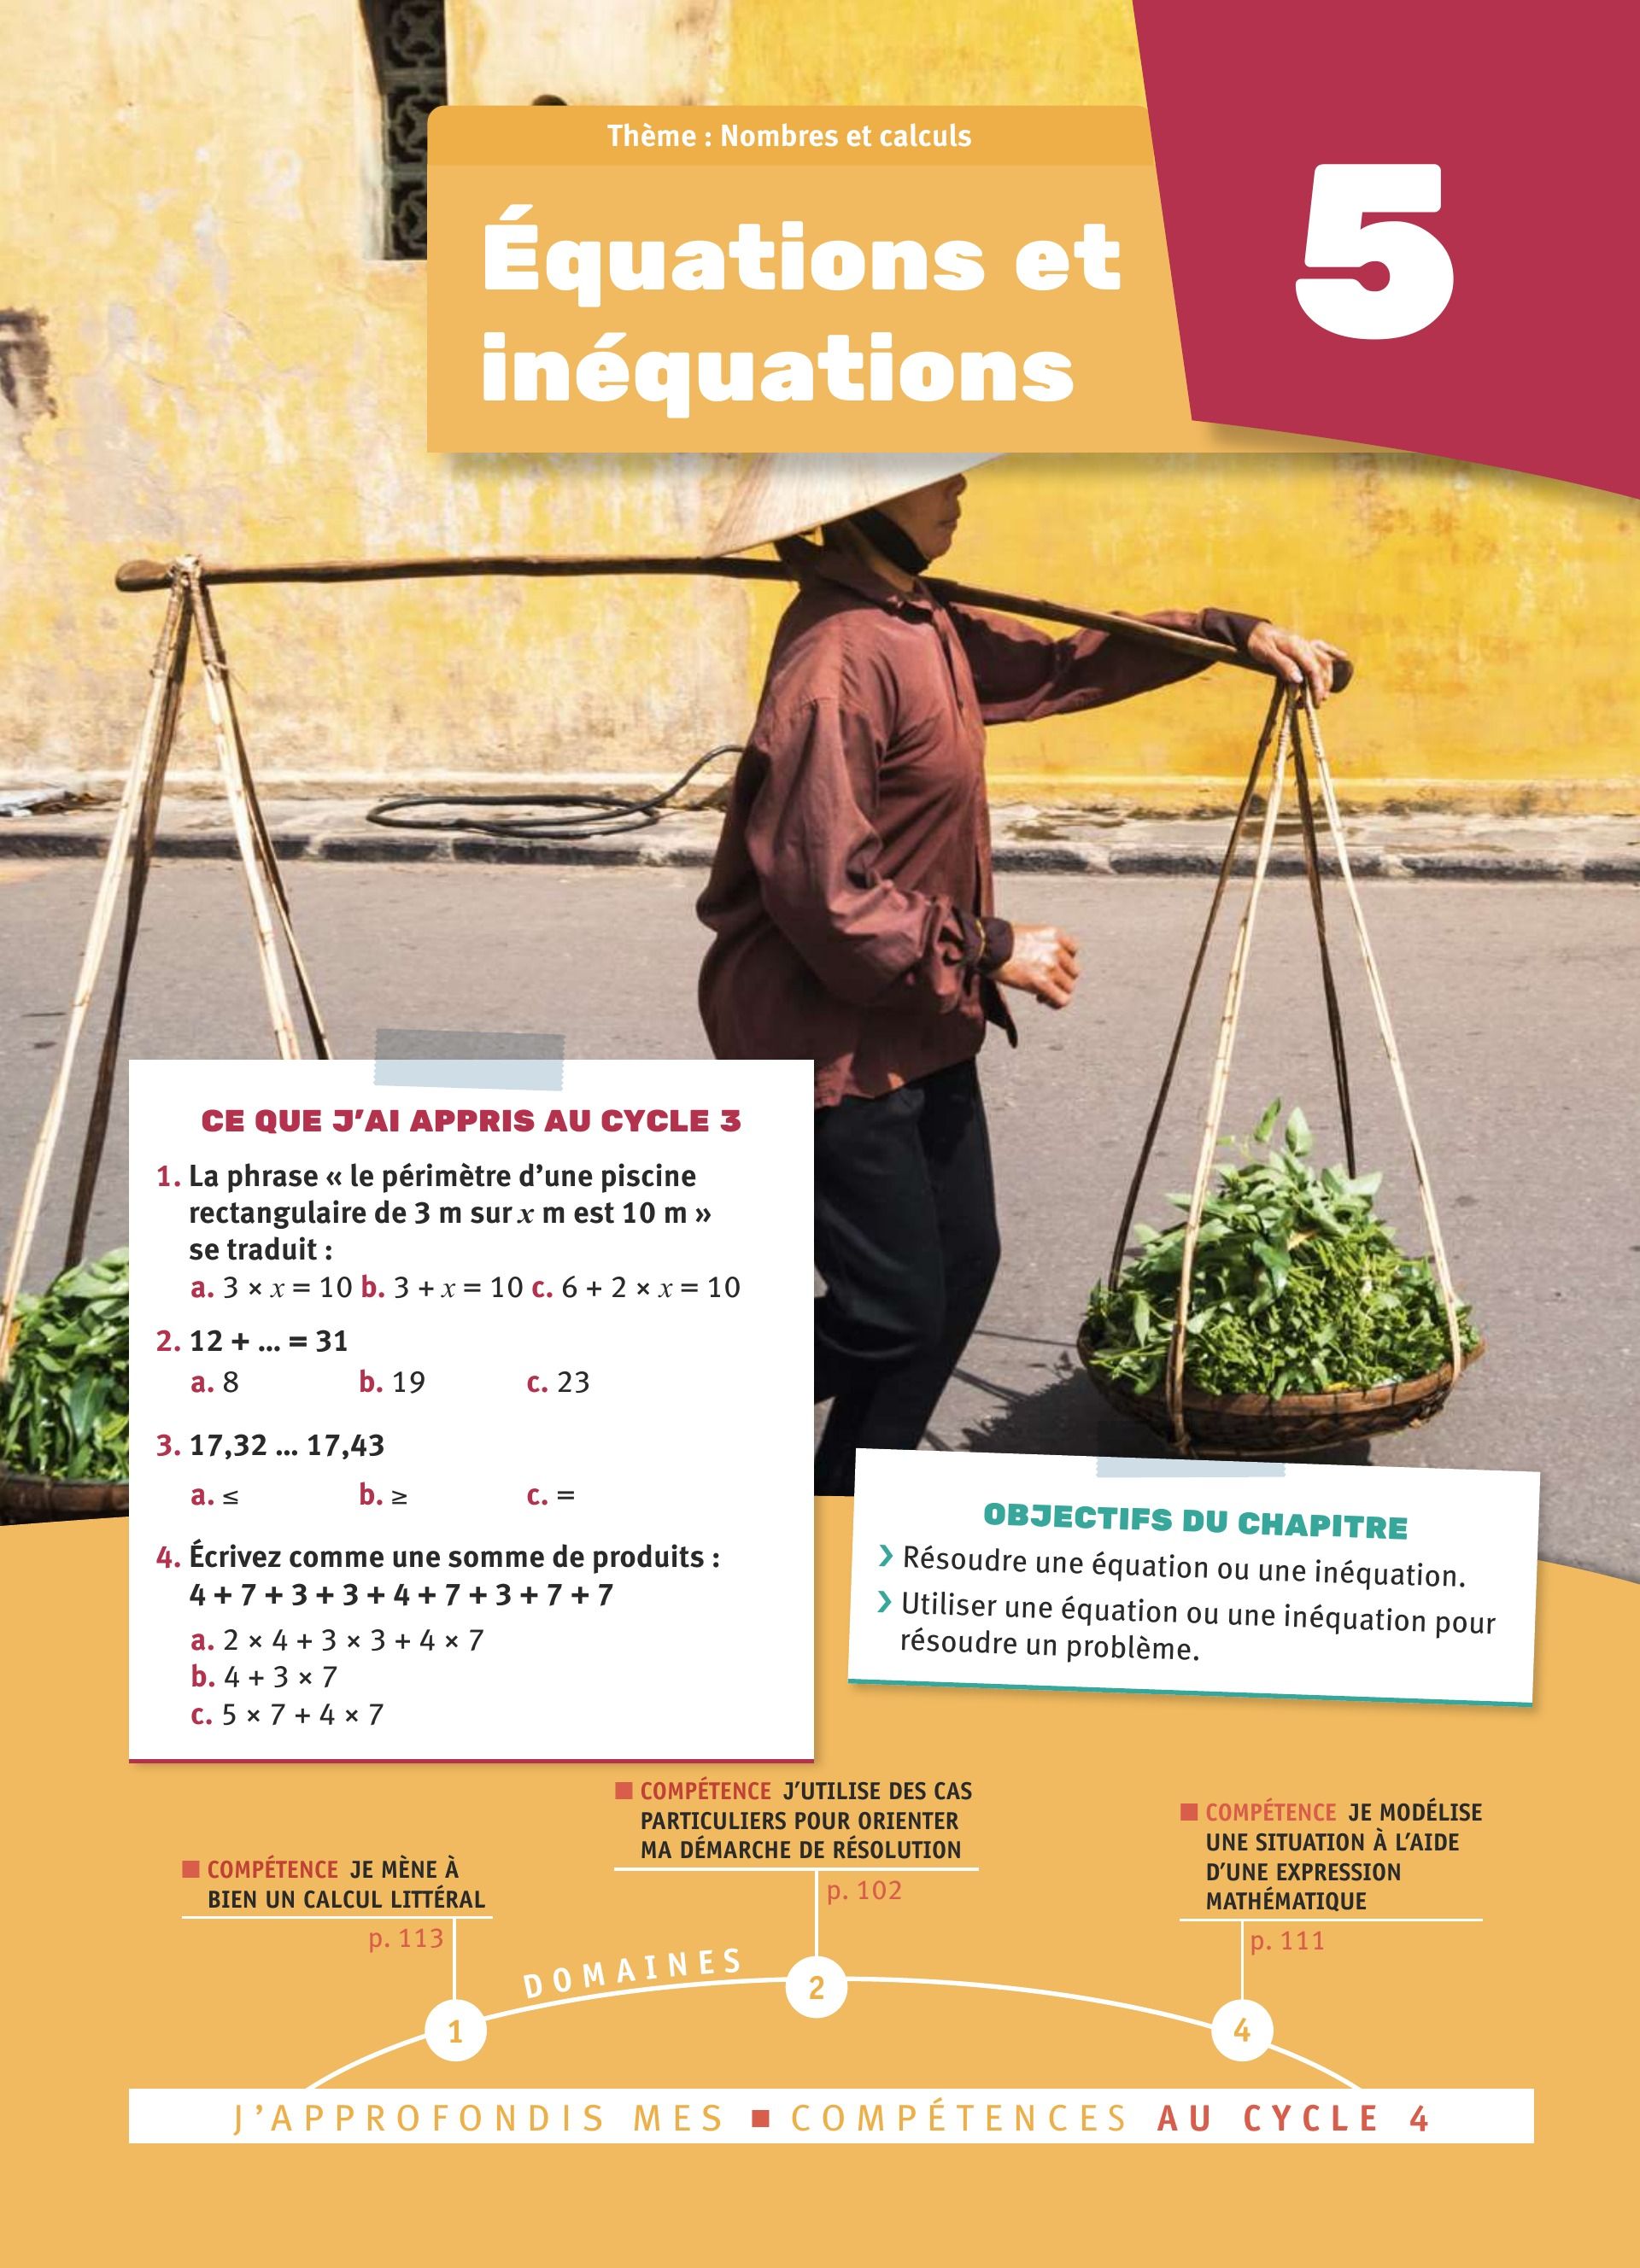 Thème : Nombres et calculs
Équations et
inéquations
5
CE QUE J’AI APPRIS AU CYCLE 3
1. La phrase « le périmètre d’une piscine
rectangulaire de 3 m sur x m est 10 m »
se traduit :
a. 3 × x = 10 b. 3 + x = 10 c. 6 + 2 × x = 10
2. 12 + ... = 31
a. 8 b. 19 c. 23
3. 17,32 ... 17,43
a. ≤ b. ≥ c. =
4. Écrivez comme une somme de produits :
4 + 7 + 3 + 3 + 4 + 7 + 3 + 7 + 7
a. 2 × 4 + 3 × 3 + 4 × 7
b. 4 + 3 × 7
c. 5 × 7 + 4 × 7
OBJECTIFS DU CHAPITRE
› Résoudre une équation ou une inéquation.
› Utiliser une équation ou une inéquation pour
résoudre un problème.
■ COMPÉTENCE JE MÈNE À
BIEN UN CALCUL LITTÉRAL
p. 113
■ COMPÉTENCE J’UTILISE DES CAS
PARTICULIERS POUR ORIENTER
MA DÉMARCHE DE RÉSOLUTION
p. 102
■ COMPÉTENCE JE MODÉLISE
UNE SITUATION À L’AIDE
D’UNE EXPRESSION
MATHÉMATIQUE
p. 111
DOMAINES
1
2
4
J’APPROFONDIS MES ■ COMPÉTENCES AU CYCLE 4